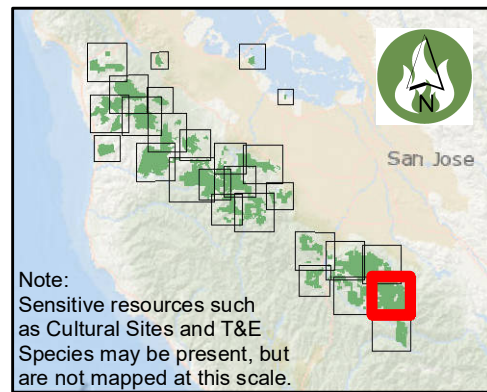 N
San Jose
Note:
Sensitive resources such
as Cultural Sites and T&E
Species may be present, but
are not mapped at this scale.